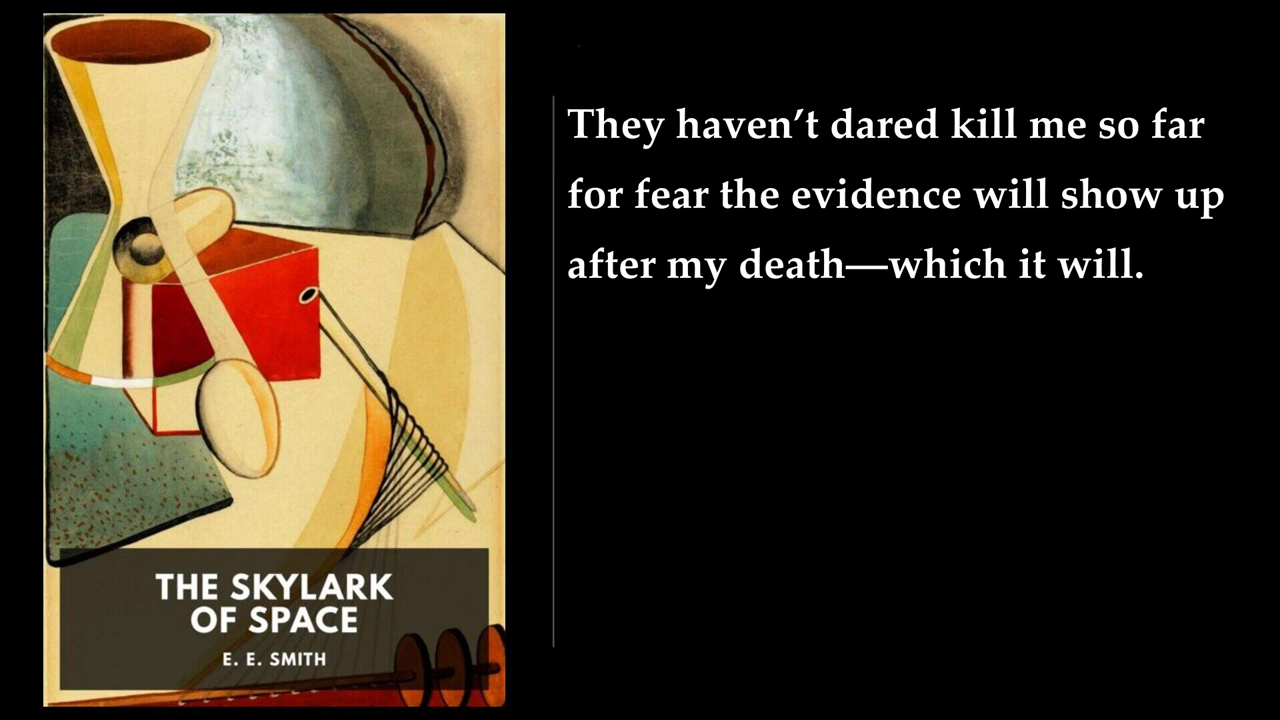 THE SKYLARK
OF SPACE
E. E. SMITH
They haven’t dared kill me so far
for fear the evidence will show up
after my death—which it will.